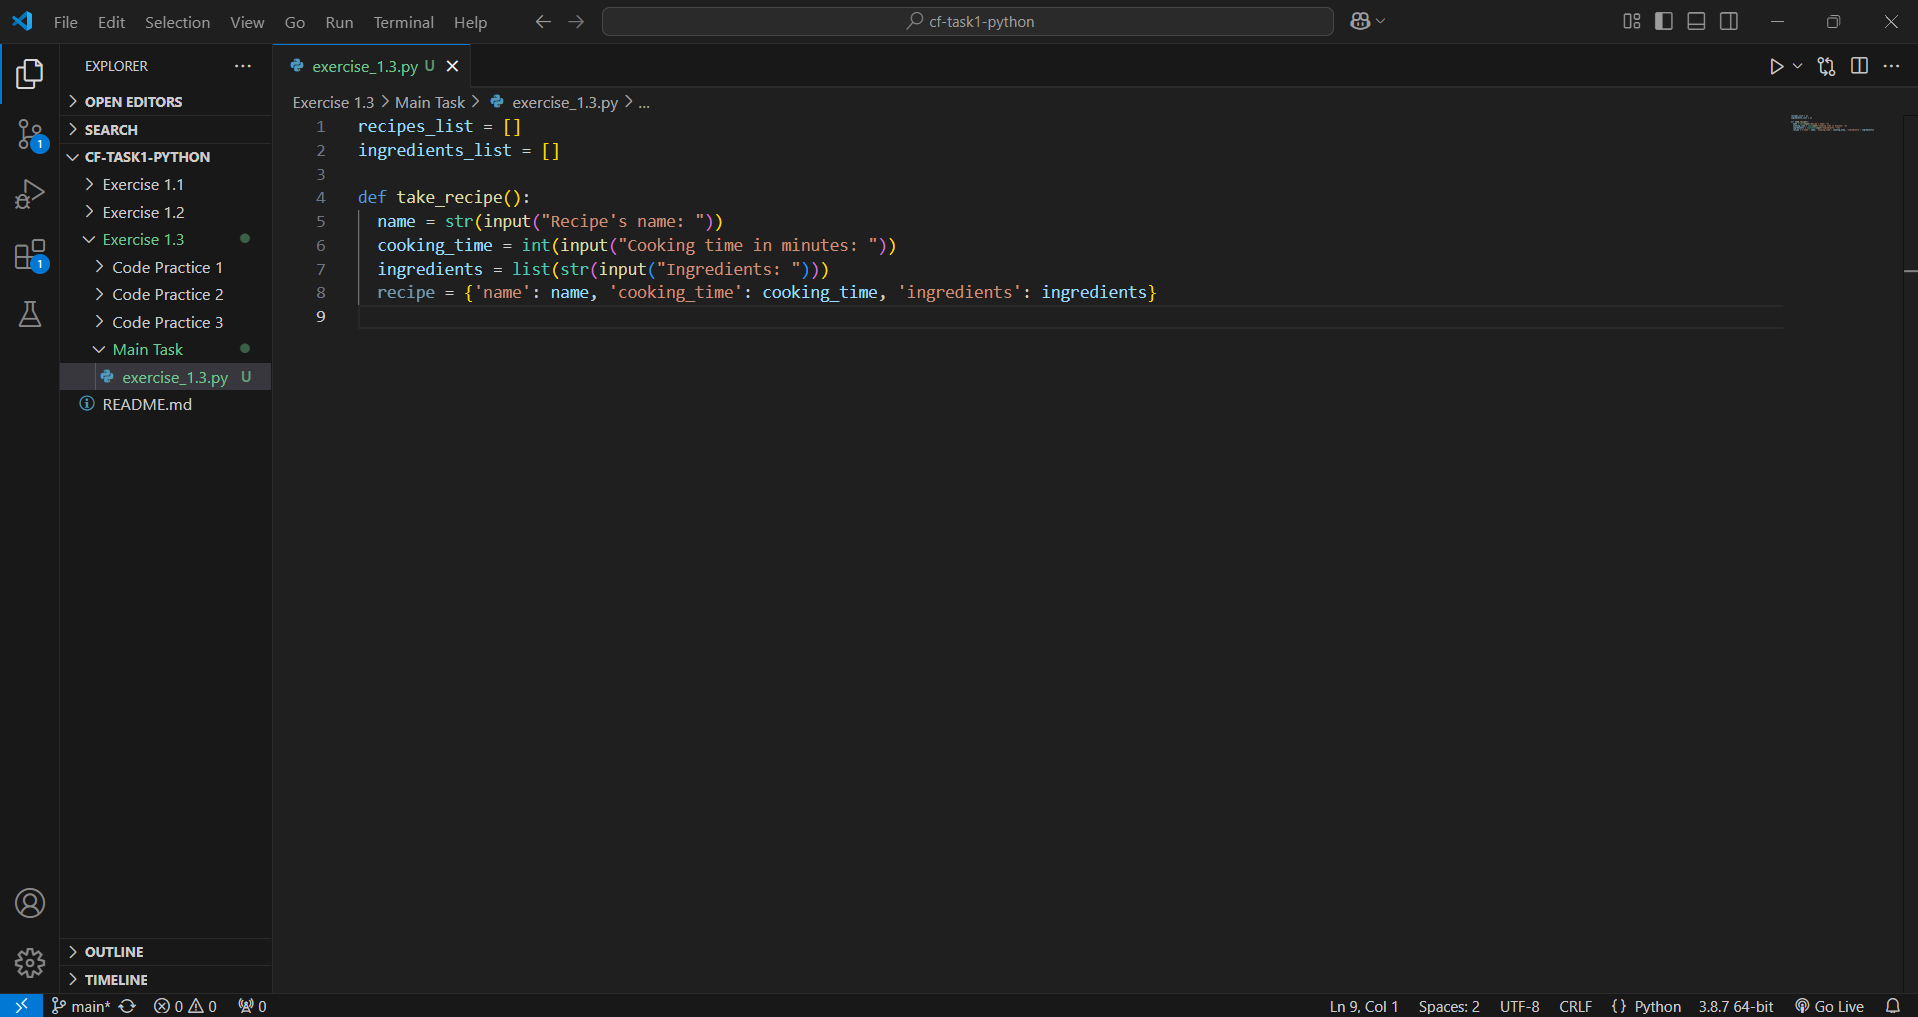 File Edit Selection View Go Run Terminal Help
cf-task1-python
EXPLORER
OPEN EDITORS
SEARCH
CF-TASK1-PYTHON
Exercise 1.1
Exercise 1.2
Exercise 1.3
Code Practice 1
Code Practice 2
Code Practice 3
Main Task
exercise_1.3.py U
README.md
OUTLINE
TIMELINE
1
1
exercise_1.3.py U
Exercise 1.3 > Main Task > exercise_1.3.py > ...
1 recipes_list = []
2 ingredients_list = []
3
4 def take_recipe():
5   name = str(input("Recipe's name: "))
6   cooking_time = int(input("Cooking time in minutes: "))
7   ingredients = list(str(input("Ingredients: ")))
8   recipe = {'name': name, 'cooking_time': cooking_time, 'ingredients': ingredients}
9
main* 0 0 0 Ln 9, Col 1 Spaces: 2 UTF-8 CRLF {} Python 3.8.7 64-bit Go Live